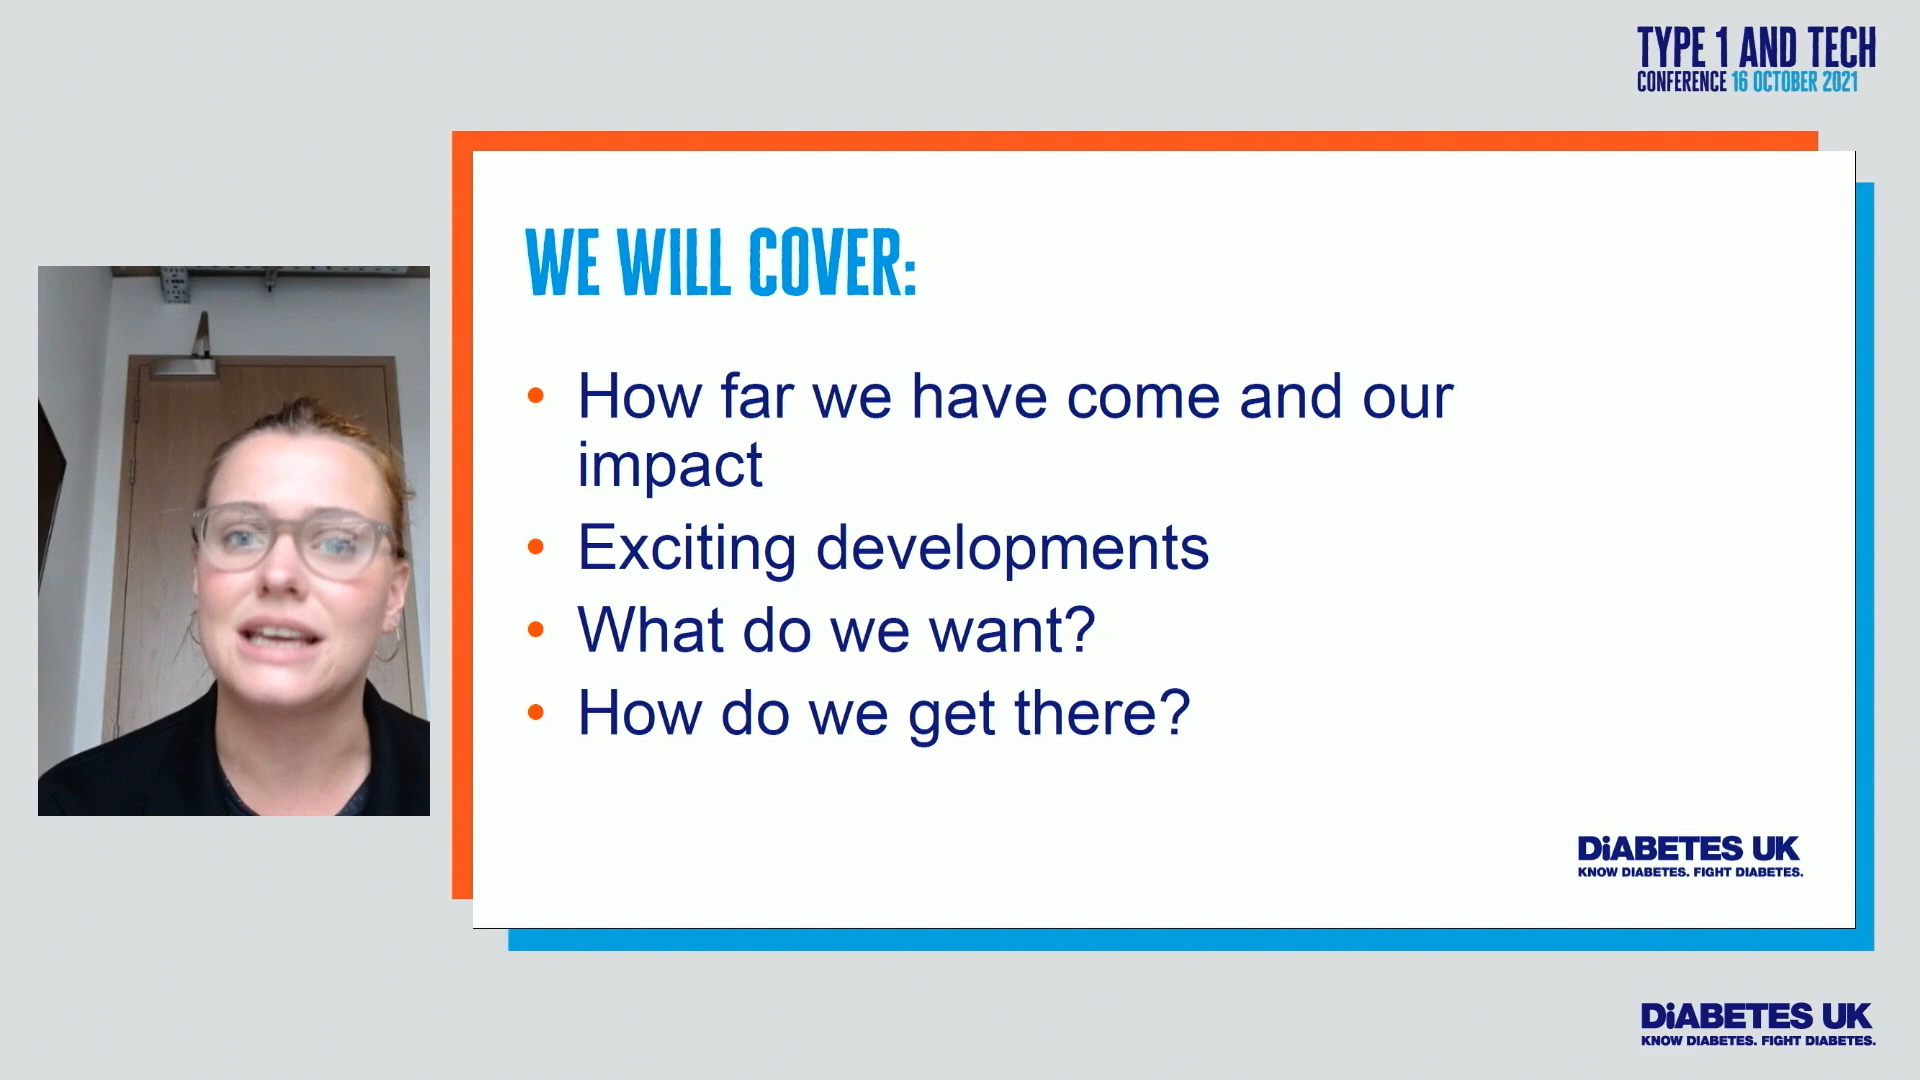 TYPE 1 AND TECH
CONFERENCE 16 OCTOBER 2021
WE WILL COVER:
• How far we have come and our
impact
• Exciting developments
• What do we want?
• How do we get there?
DiABETES UK
KNOW DIABETES. FIGHT DIABETES.
DiABETES UK
KNOW DIABETES. FIGHT DIABETES.